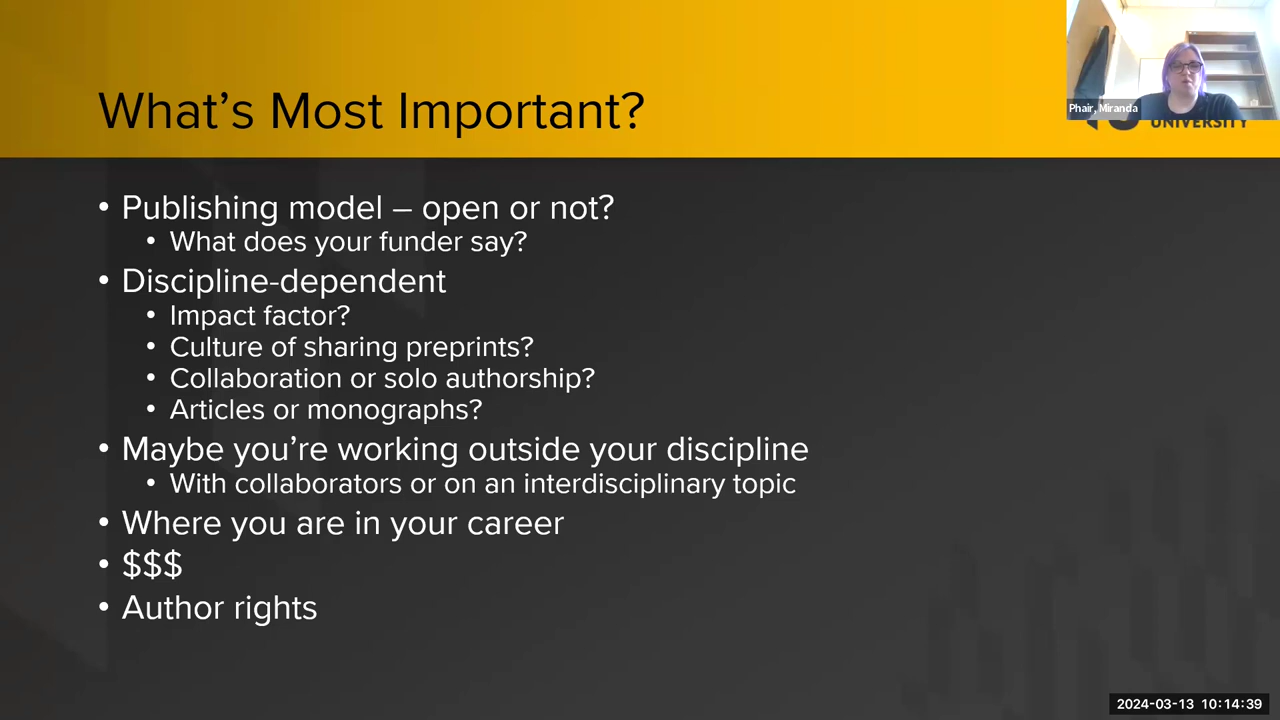 Phair, Miranda
UNIVERSITY
What's Most Important?
• Publishing model – open or not?
• What does your funder say?
• Discipline-dependent
• Impact factor?
• Culture of sharing preprints?
• Collaboration or solo authorship?
• Articles or monographs?
• Maybe you're working outside your discipline
• With collaborators or on an interdisciplinary topic
• Where you are in your career
• $$$
• Author rights
2024-03-13 10:14:39